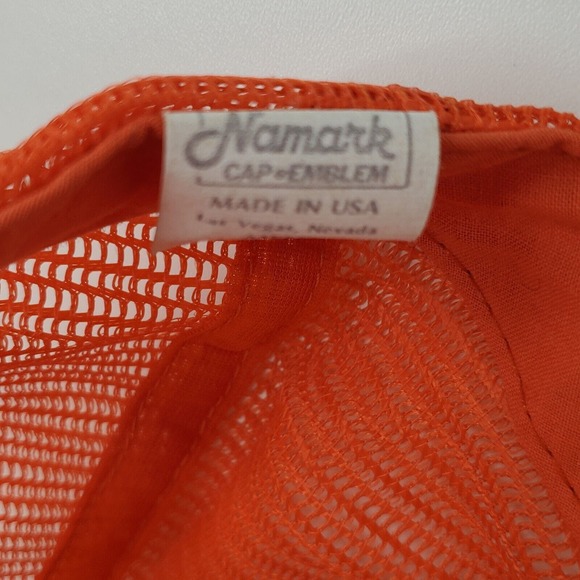 Namark
CAP & EMBLEM
MADE IN USA
Las Vegas, Nevada